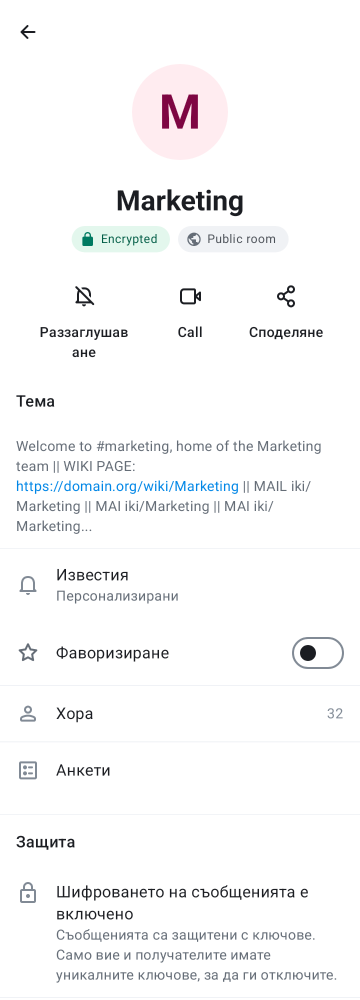 M
Marketing
Encrypted
Public room
Раззаглушав
ане
Call
Споделяне
Тема
Welcome to #marketing, home of the Marketing
team || WIKI PAGE:
https://domain.org/wiki/Marketing || MAIL iki/
Marketing || MAI iki/Marketing || MAI iki/
Marketing...
Известия
Персонализирани
Фаворизиране
Хора
32
Анкети
Защита
Шифроването на съобщенията е
включено
Съобщенията са защитени с ключове.
Само вие и получателите имате
уникалните ключове, за да ги отключите.